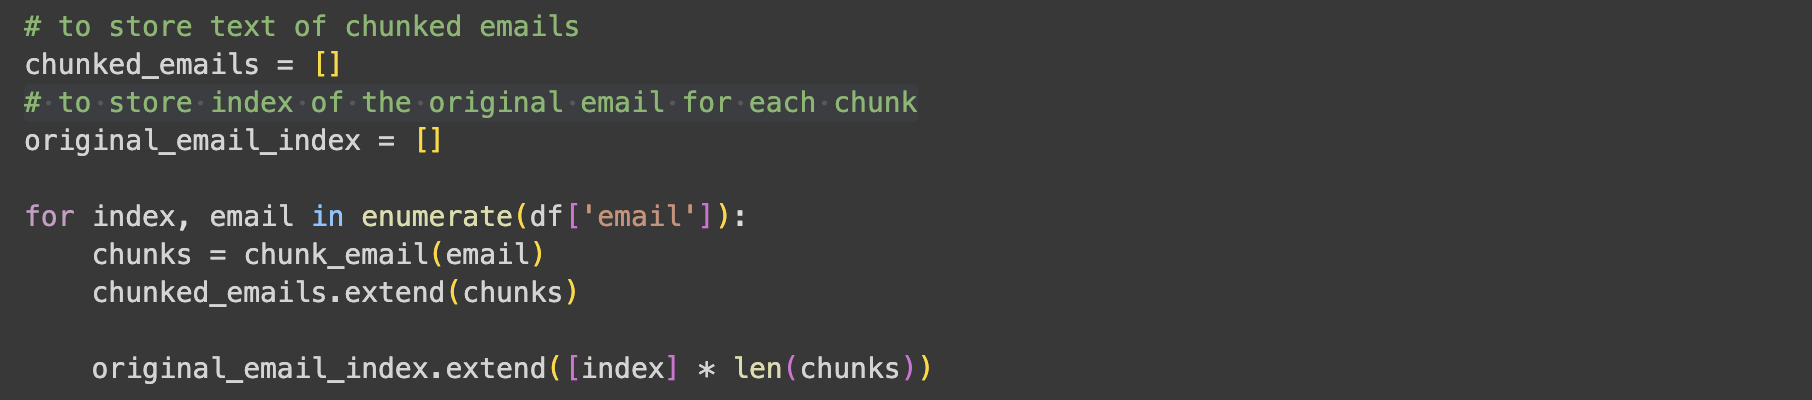 # to store text of chunked emails
chunked_emails = []
# to store index of the original email for each chunk
original_email_index = []
for index, email in enumerate(df['email']):
    chunks = chunk_email(email)
    chunked_emails.extend(chunks)
    original_email_index.extend([index] * len(chunks))